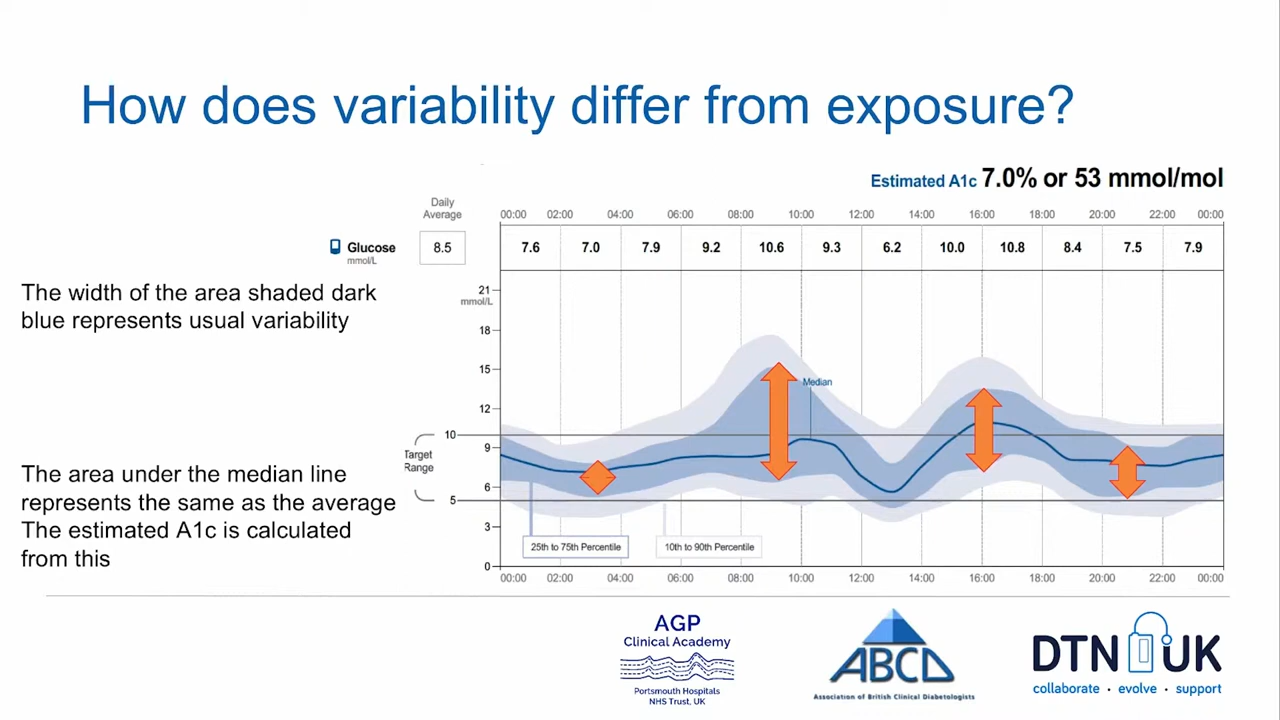 How does variability differ from exposure?
Estimated A1c 7.0% or 53 mmol/mol
Daily
Average
00:00 02:00 04:00 06:00 08:00 10:00 12:00 14:00 16:00 18:00 20:00 22:00 00:00
Glucose 8.5 7.6 7.0 7.9 9.2 10.6 9.3 6.2 10.0 10.8 8.4 7.5 7.9
mmol/L
The width of the area shaded dark
blue represents usual variability
21
mmol/L
18
15
Median
12
10
9
Target
Range
6
5
3
0
The area under the median line
represents the same as the average
The estimated A1c is calculated
from this
25th to 75th Percentile
10th to 90th Percentile
00:00 02:00 04:00 06:00 08:00 10:00 12:00 14:00 16:00 18:00 20:00 22:00 00:00
AGP
Clinical Academy
Portsmouth Hospitals
NHS Trust, UK
ABCD
Association of British Clinical Diabetologists
DTN UK
collaborate · evolve · support